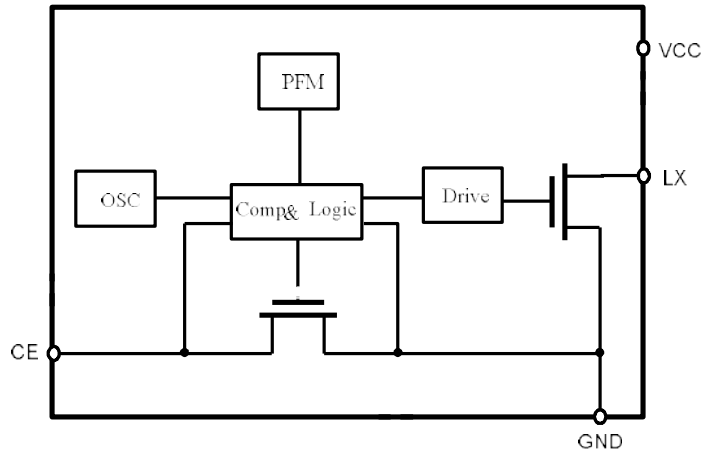 VCC
PFM
LX
OSC
Comp& Logic
Drive
CE
GND